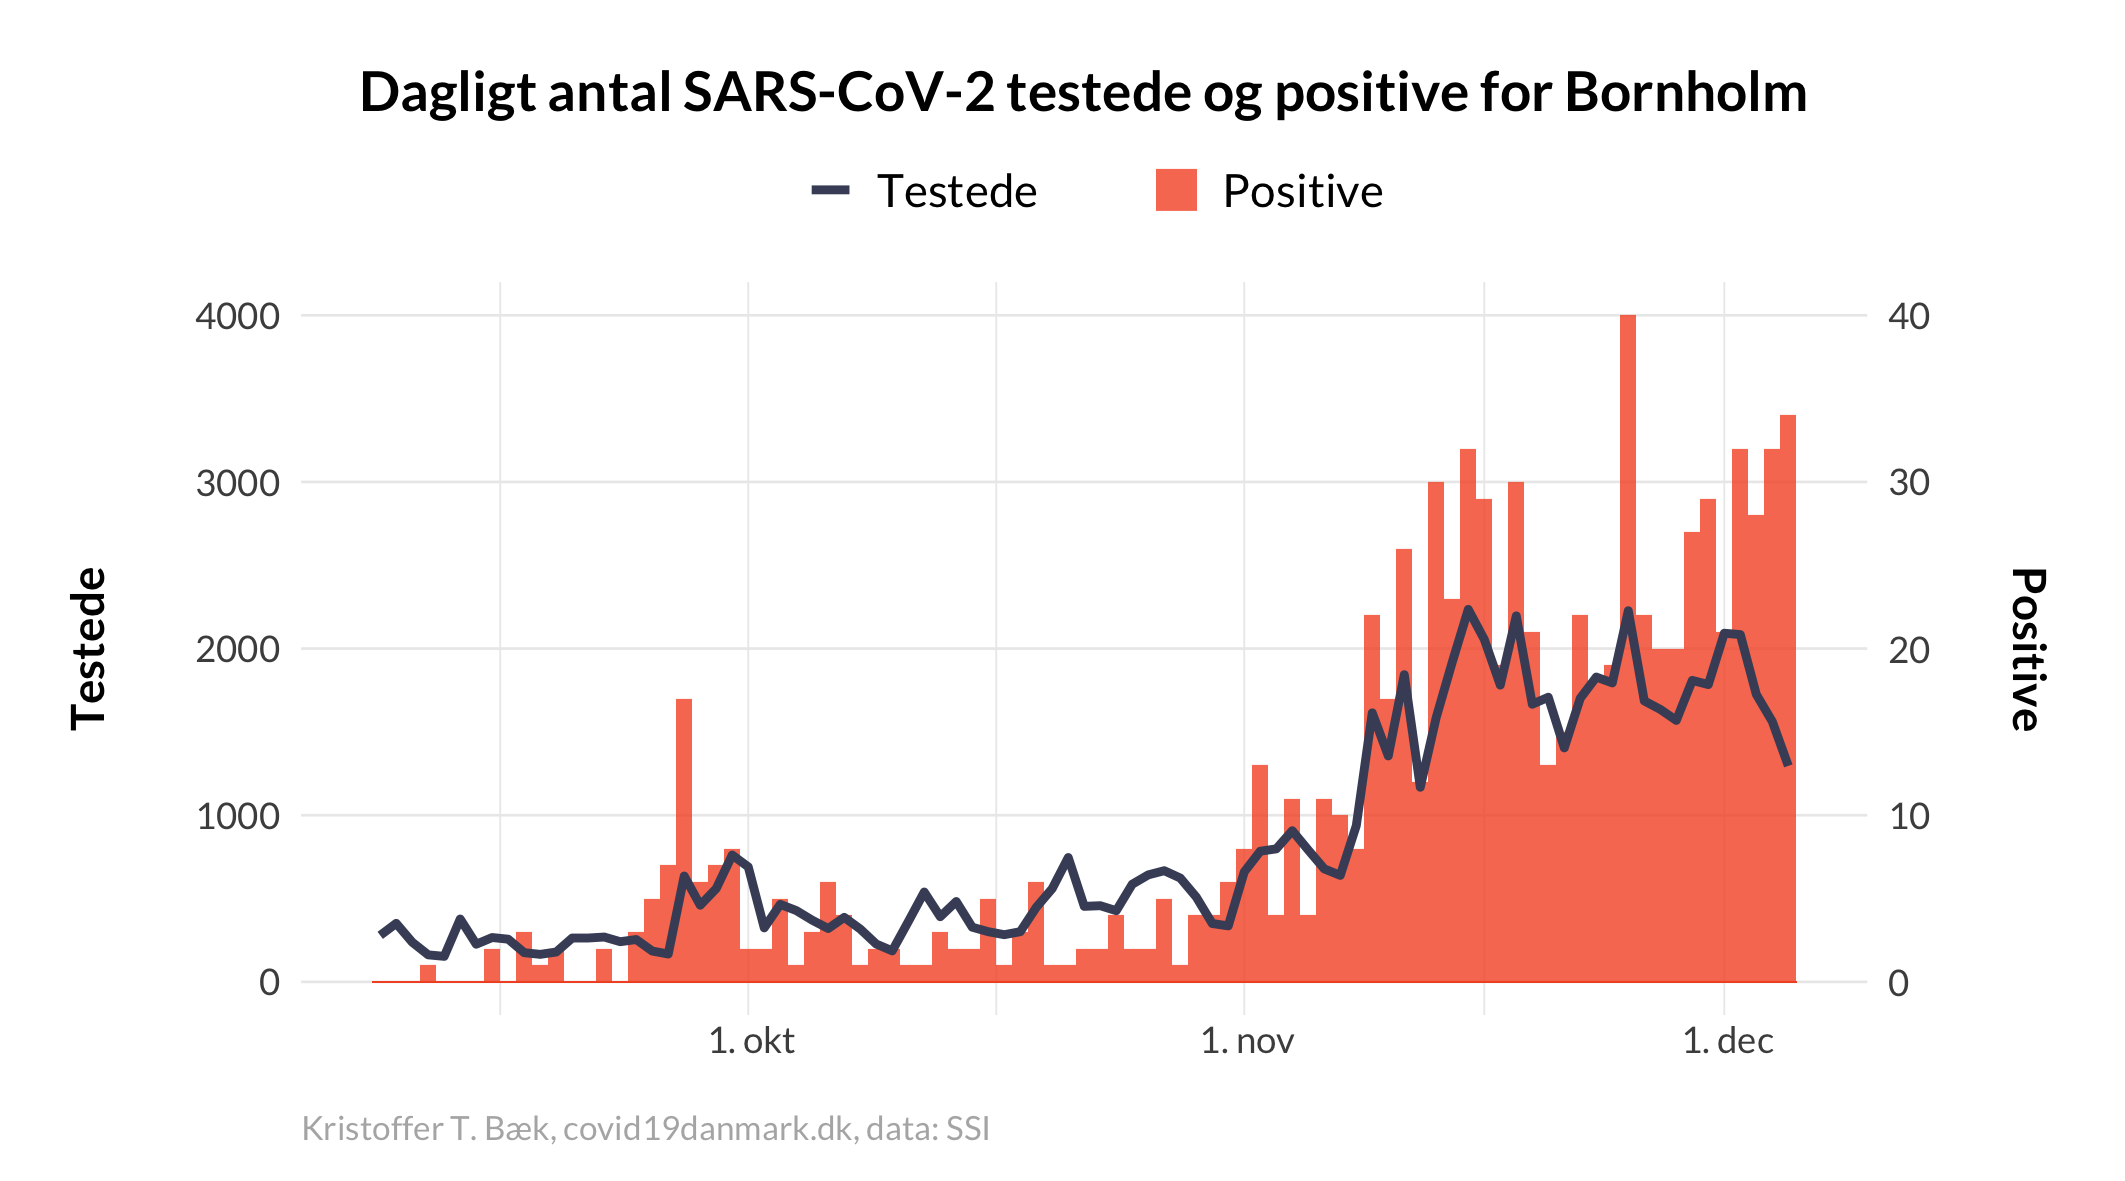 Dagligt antal SARS-CoV-2 testede og positive for Bornholm
Testede
Positive
4000
3000
2000
1000
0
40
30
20
10
0
Testede
Positive
1. okt
1. nov
1. dec
Kristoffer T. Bæk, covid19danmark.dk, data: SSI